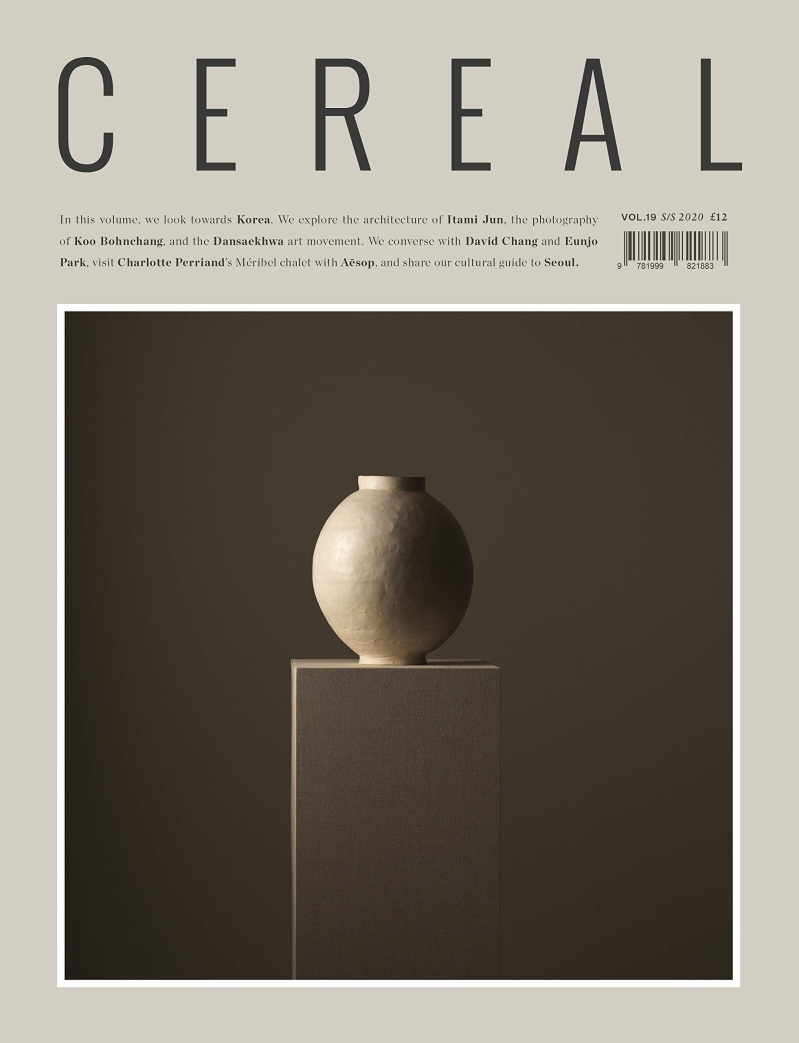 CEREAL
In this volume, we look towards Korea. We explore the architecture of Itami Jun, the photography
of Koo Bohnchang, and the Dansaekhwa art movement. We converse with David Chang and Eunjo
Park, visit Charlotte Perriand's Méribel chalet with Aēsop, and share our cultural guide to Seoul.
VOL.19 S/S 2020 £12
9 781999 821883